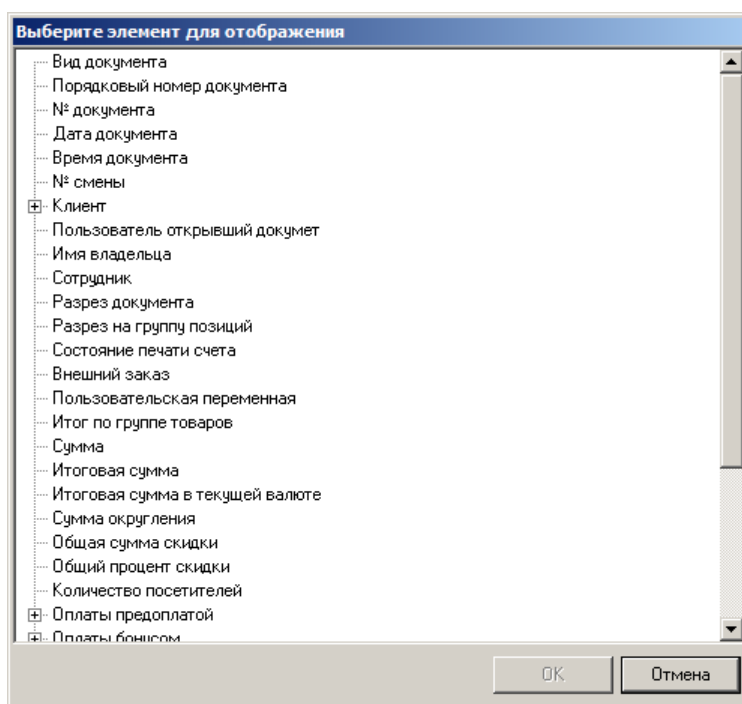 Выберите элемент для отображения
Вид документа
Порядковый номер документа
№ документа
Дата документа
Время документа
№ смены
Клиент
Пользователь открывший докумет
Имя владельца
Сотрудник
Разрез документа
Разрез на группу позиций
Состояние печати счета
Внешний заказ
Пользовательская переменная
Итог по группе товаров
Сумма
Итоговая сумма
Итоговая сумма в текущей валюте
Сумма округления
Общая сумма скидки
Общий процент скидки
Количество посетителей
Оплаты предоплатой
Оплаты бонусом
OK Отмена